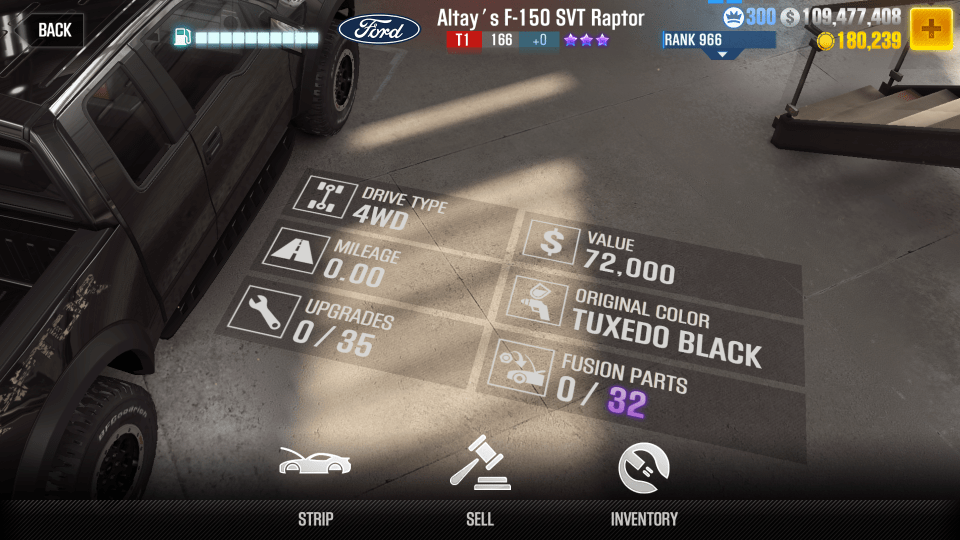 BACK
Ford
Altay's F-150 SVT Raptor
T1 166 +0
300 109,477,408
RANK 966
180,239
DRIVE TYPE
4WD
MILEAGE
0.00
UPGRADES
0 / 35
VALUE
72,000
ORIGINAL COLOR
TUXEDO BLACK
FUSION PARTS
0 / 32
BFGoodrich
STRIP
SELL
INVENTORY